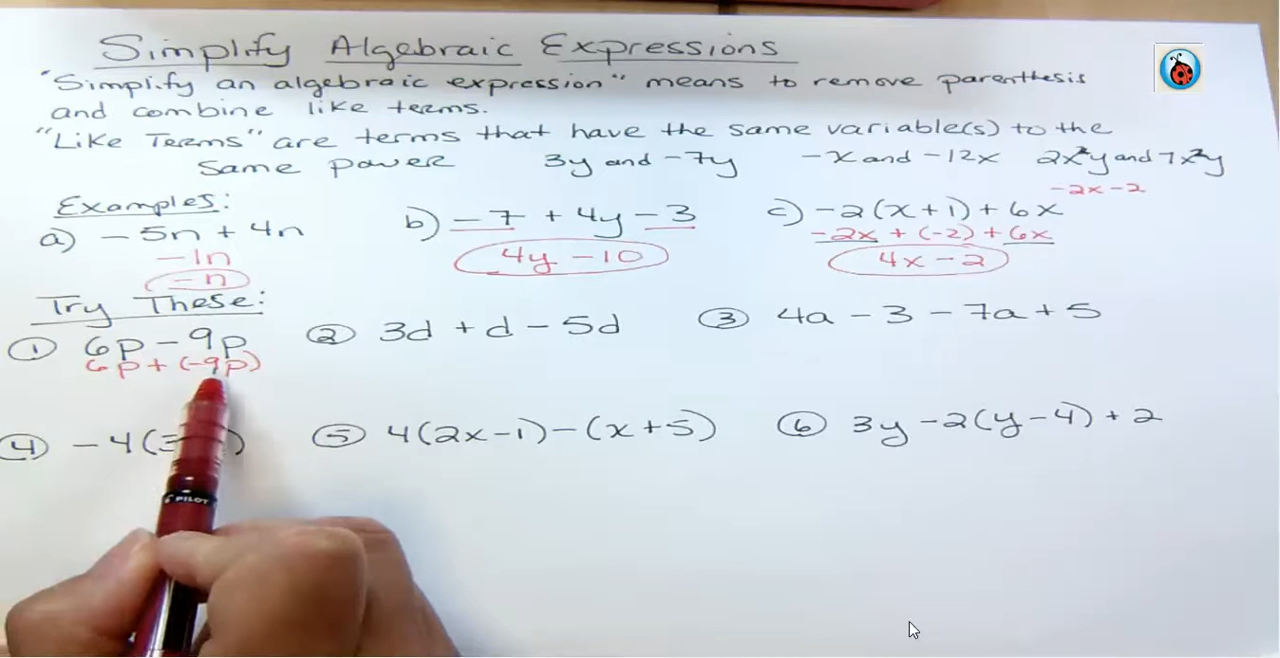 Simplify Algebraic Expressions
"Simplify an algebraic expression" means to remove parenthesis
and combine like terms.
"Like Terms" are terms that have the same variable(s) to the
same power 3y and -7y -x and -12x 2x²y and 7x²y
Examples: -2x-2
a) -5n + 4n b) -7 + 4y - 3 c) -2(x+1) + 6x
-1n 4y - 10 -2x + (-2) + 6x
-n 4x - 2
Try These:
① 6p - 9p ② 3d + d - 5d ③ 4a - 3 - 7a + 5
6p + (-9p)
④ -4( ) ⑤ 4(2x-1) - (x+5) ⑥ 3y - 2(y-4) + 2
PILOT